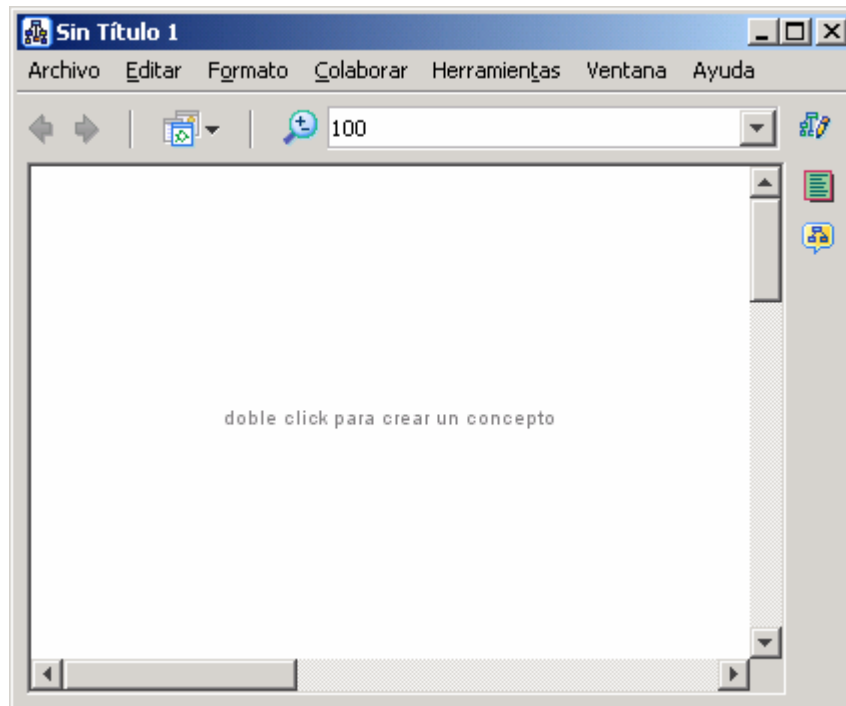 Sin Título 1
Archivo Editar Formato Colaborar Herramientas Ventana Ayuda
100
doble click para crear un concepto